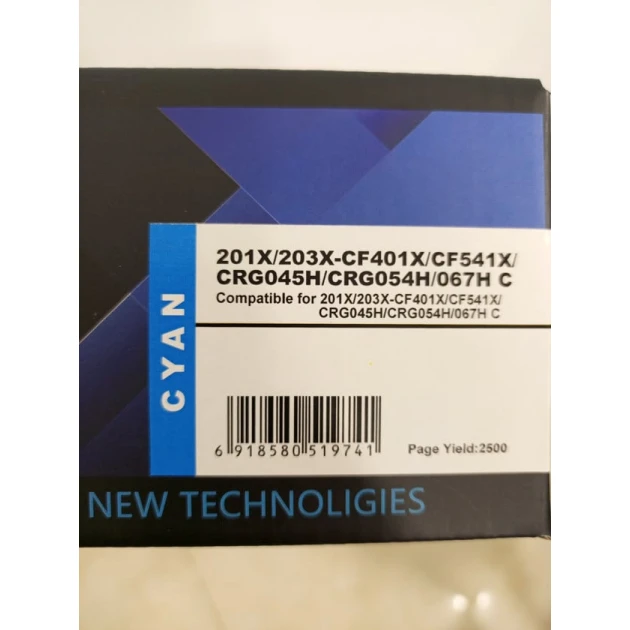 201X/203X-CF401X/CF541X/
CRG045H/CRG054H/067H C
Compatible for 201X/203X-CF401X/CF541X/
CRG045H/CRG054H/067H C
CYAN
6 918580 519741
Page Yield:2500
NEW TECHNOLIGIES